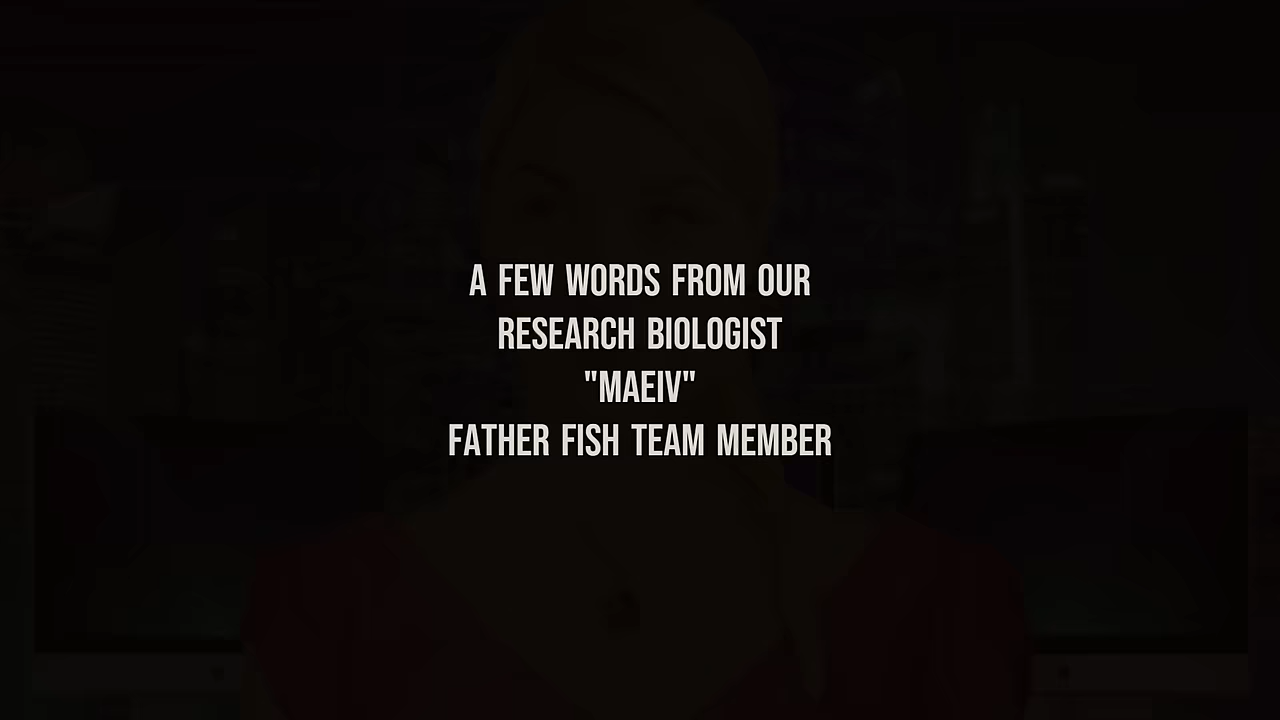 A FEW WORDS FROM OUR
RESEARCH BIOLOGIST
"MAEIV"
FATHER FISH TEAM MEMBER